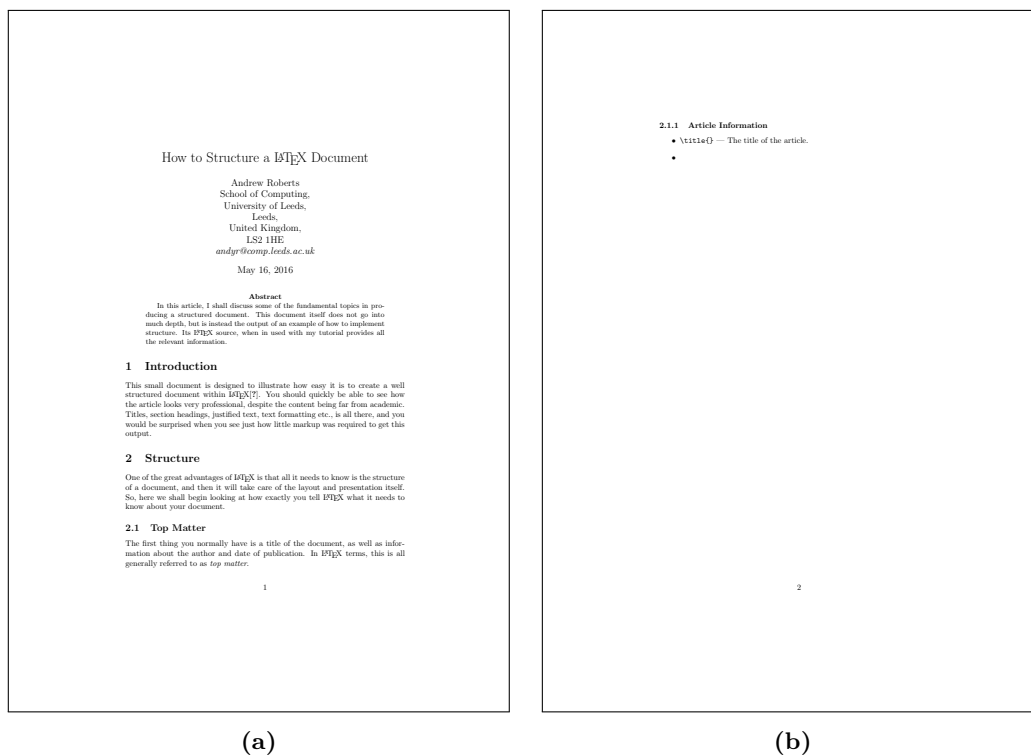 How to Structure a LATEX Document
Andrew Roberts
School of Computing,
University of Leeds,
Leeds,
United Kingdom,
LS2 1HE
andyr@comp.leeds.ac.uk
May 16, 2016
Abstract
In this article, I shall discuss some of the fundamental topics in pro-
ducing a structured document. This document itself does not go into
much depth, but is instead the output of an example of how to implement
structure. Its LATEX source, when in used with my tutorial provides all
the relevant information.
1 Introduction
This small document is designed to illustrate how easy it is to create a well
structured document within LATEX[?]. You should quickly be able to see how
the article looks very professional, despite the content being far from academic.
Titles, section headings, justified text, text formatting etc., is all there, and you
would be surprised when you see just how little markup was required to get this
output.
2 Structure
One of the great advantages of LATEX is that all it needs to know is the structure
of a document, and then it will take care of the layout and presentation itself.
So, here we shall begin looking at how exactly you tell LATEX what it needs to
know about your document.
2.1 Top Matter
The first thing you normally have is a title of the document, as well as infor-
mation about the author and date of publication. In LATEX terms, this is all
generally referred to as top matter.
1
(a)
2.1.1 Article Information
• \title{} — The title of the article.
•
2
(b)